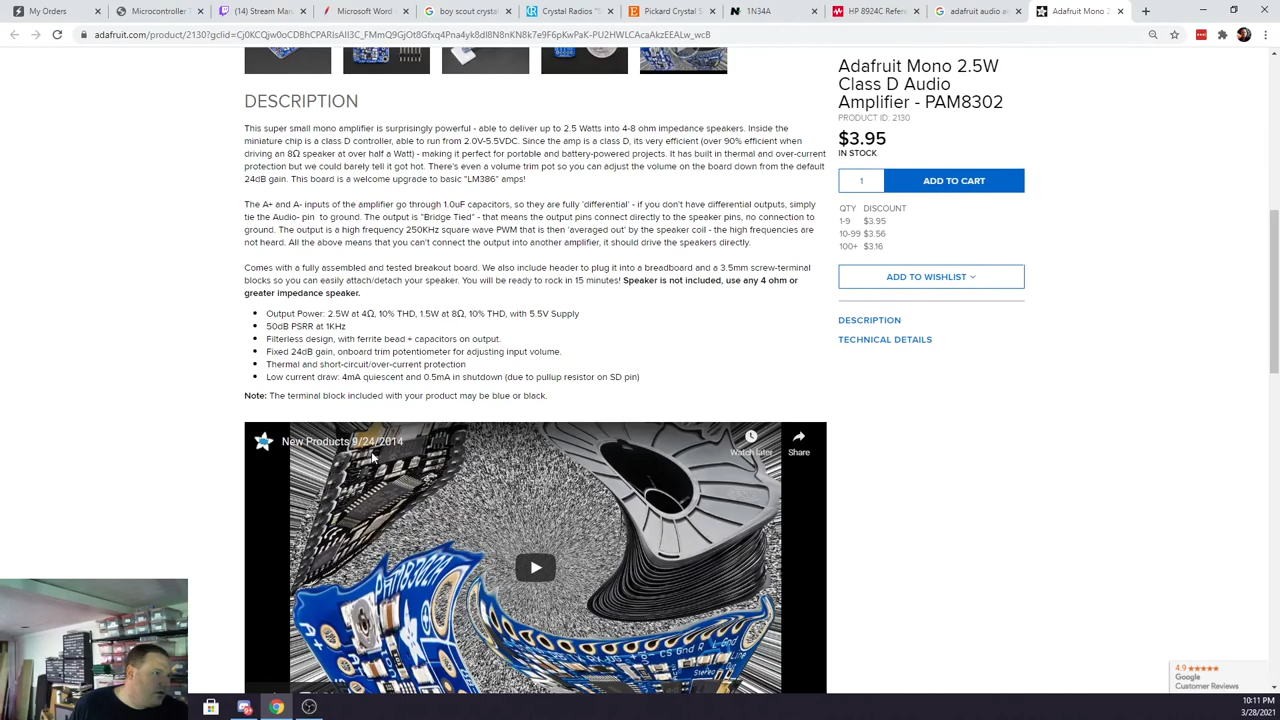 My Orders
Microcontroller
(14) Stream Man
Microsoft Word
boy scout crystal
Crystal Radios "S
Pickard Crystal S
1N34A
HP 8924C Refere
adafruit audio a
Adafruit Mono 2
adafruit.com/product/2130?gclid=
Adafruit Mono 2.5W
Class D Audio
Amplifier - PAM8302
PRODUCT ID: 2130
$3.95
IN STOCK
1 ADD TO CART
QTY DISCOUNT
1-9 $3.95
10-99 $3.56
100+ $3.16
ADD TO WISHLIST
DESCRIPTION
TECHNICAL DETAILS
DESCRIPTION
This super small mono amplifier is surprisingly powerful - able to deliver up to 2.5 Watts into 4-8 ohm impedance speakers. Inside the
miniature chip is a class D controller, able to run from 2.0V-5.5VDC. Since the amp is a class D, its very efficient (over 90% efficient when
driving an 8Ω speaker at over half a Watt) - making it perfect for portable and battery-powered projects. It has built in thermal and over-current
protection but we could barely tell it got hot. There's even a volume trim pot so you can adjust the volume on the board down from the default
24dB gain. This board is a welcome upgrade to basic "LM386" amps!
The A+ and A- inputs of the amplifier go through 1.0uF capacitors, so they are fully 'differential' - if you don't have differential outputs, simply
tie the Audio- pin to ground. The output is "Bridge Tied" - that means the output pins connect directly to the speaker pins, no connection to
ground. The output is a high frequency 250KHz square wave PWM that is then 'averaged out' by the speaker coil - the high frequencies are
not heard. All the above means that you can't connect the output into another amplifier, it should drive the speakers directly.
Comes with a fully assembled and tested breakout board. We also include header to plug it into a breadboard and a 3.5mm screw-terminal
blocks so you can easily attach/detach your speaker. You will be ready to rock in 15 minutes! Speaker is not included, use any 4 ohm or
greater impedance speaker.
Output Power: 2.5W at 4Ω, 10% THD, 1.5W at 8Ω, 10% THD, with 5.5V Supply
50dB PSRR at 1KHz
Filterless design, with ferrite bead + capacitors on output.
Fixed 24dB gain, onboard trim potentiometer for adjusting input volume.
Thermal and short-circuit/over-current protection
Low current draw: 4mA quiescent and 0.5mA in shutdown (due to pullup resistor on SD pin)
Note: The terminal block included with your product may be blue or black.
New Products 9/24/2014
Watch later
Share
PAM8302A
A+
4.9
Google
Customer Reviews
10:11 PM
3/28/2021